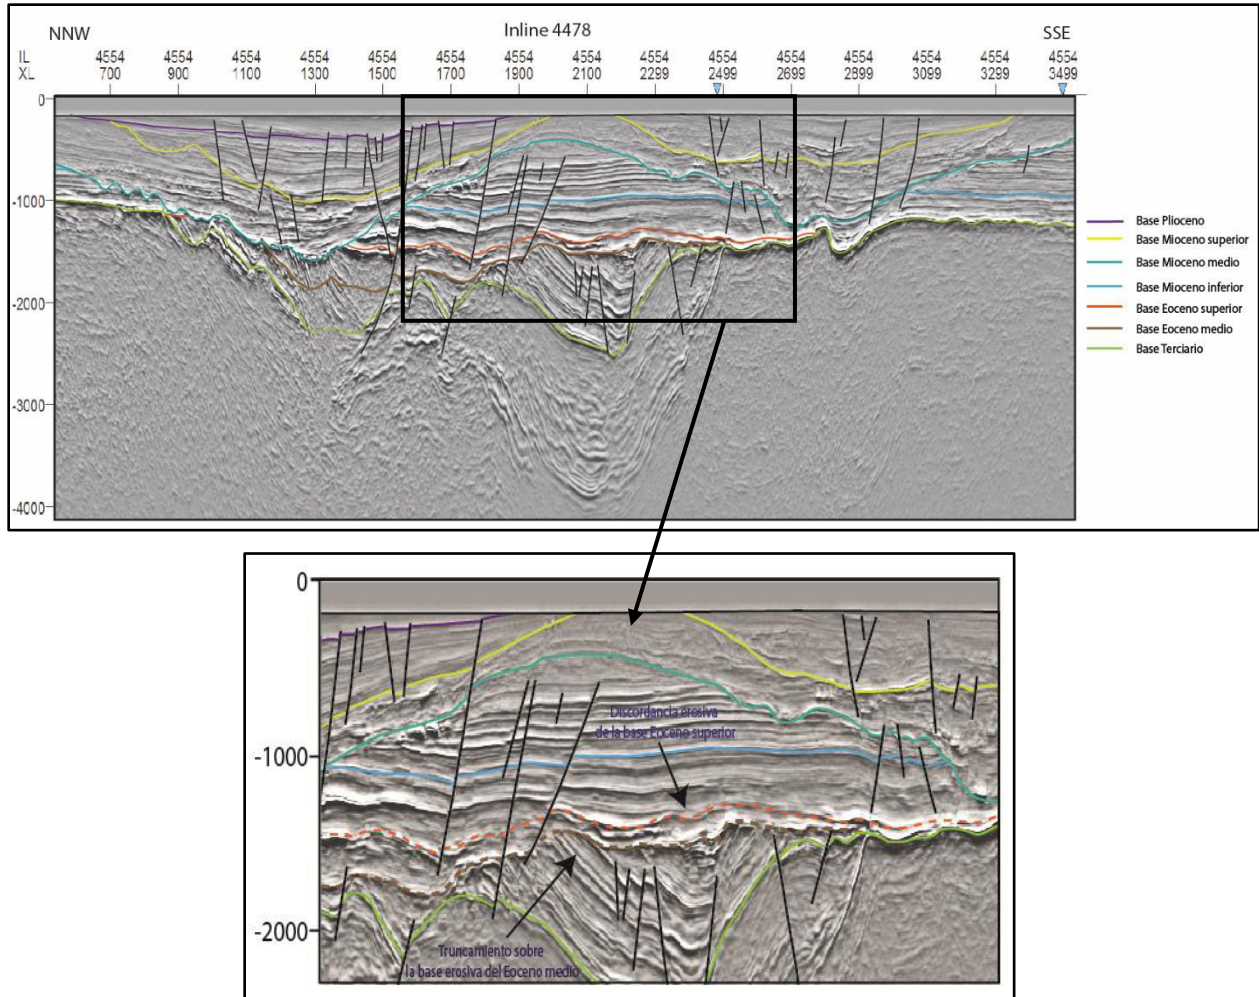 NNW
Inline 4478
SSE
IL 4554 4554 4554 4554 4554 4554 4554 4554 4554 4554 4554 4554 4554 4554 4554
XL 700 900 1100 1300 1500 1700 1900 2100 2299 2499 2699 2899 3099 3299 3499
0
-1000
-2000
-3000
-4000
Base Plioceno
Base Mioceno superior
Base Mioceno medio
Base Mioceno inferior
Base Eoceno superior
Base Eoceno medio
Base Terciario
0
-1000
-2000
Discordancia erosiva
de la base Eoceno superior
Truncamiento sobre
la base erosiva del Eoceno medio